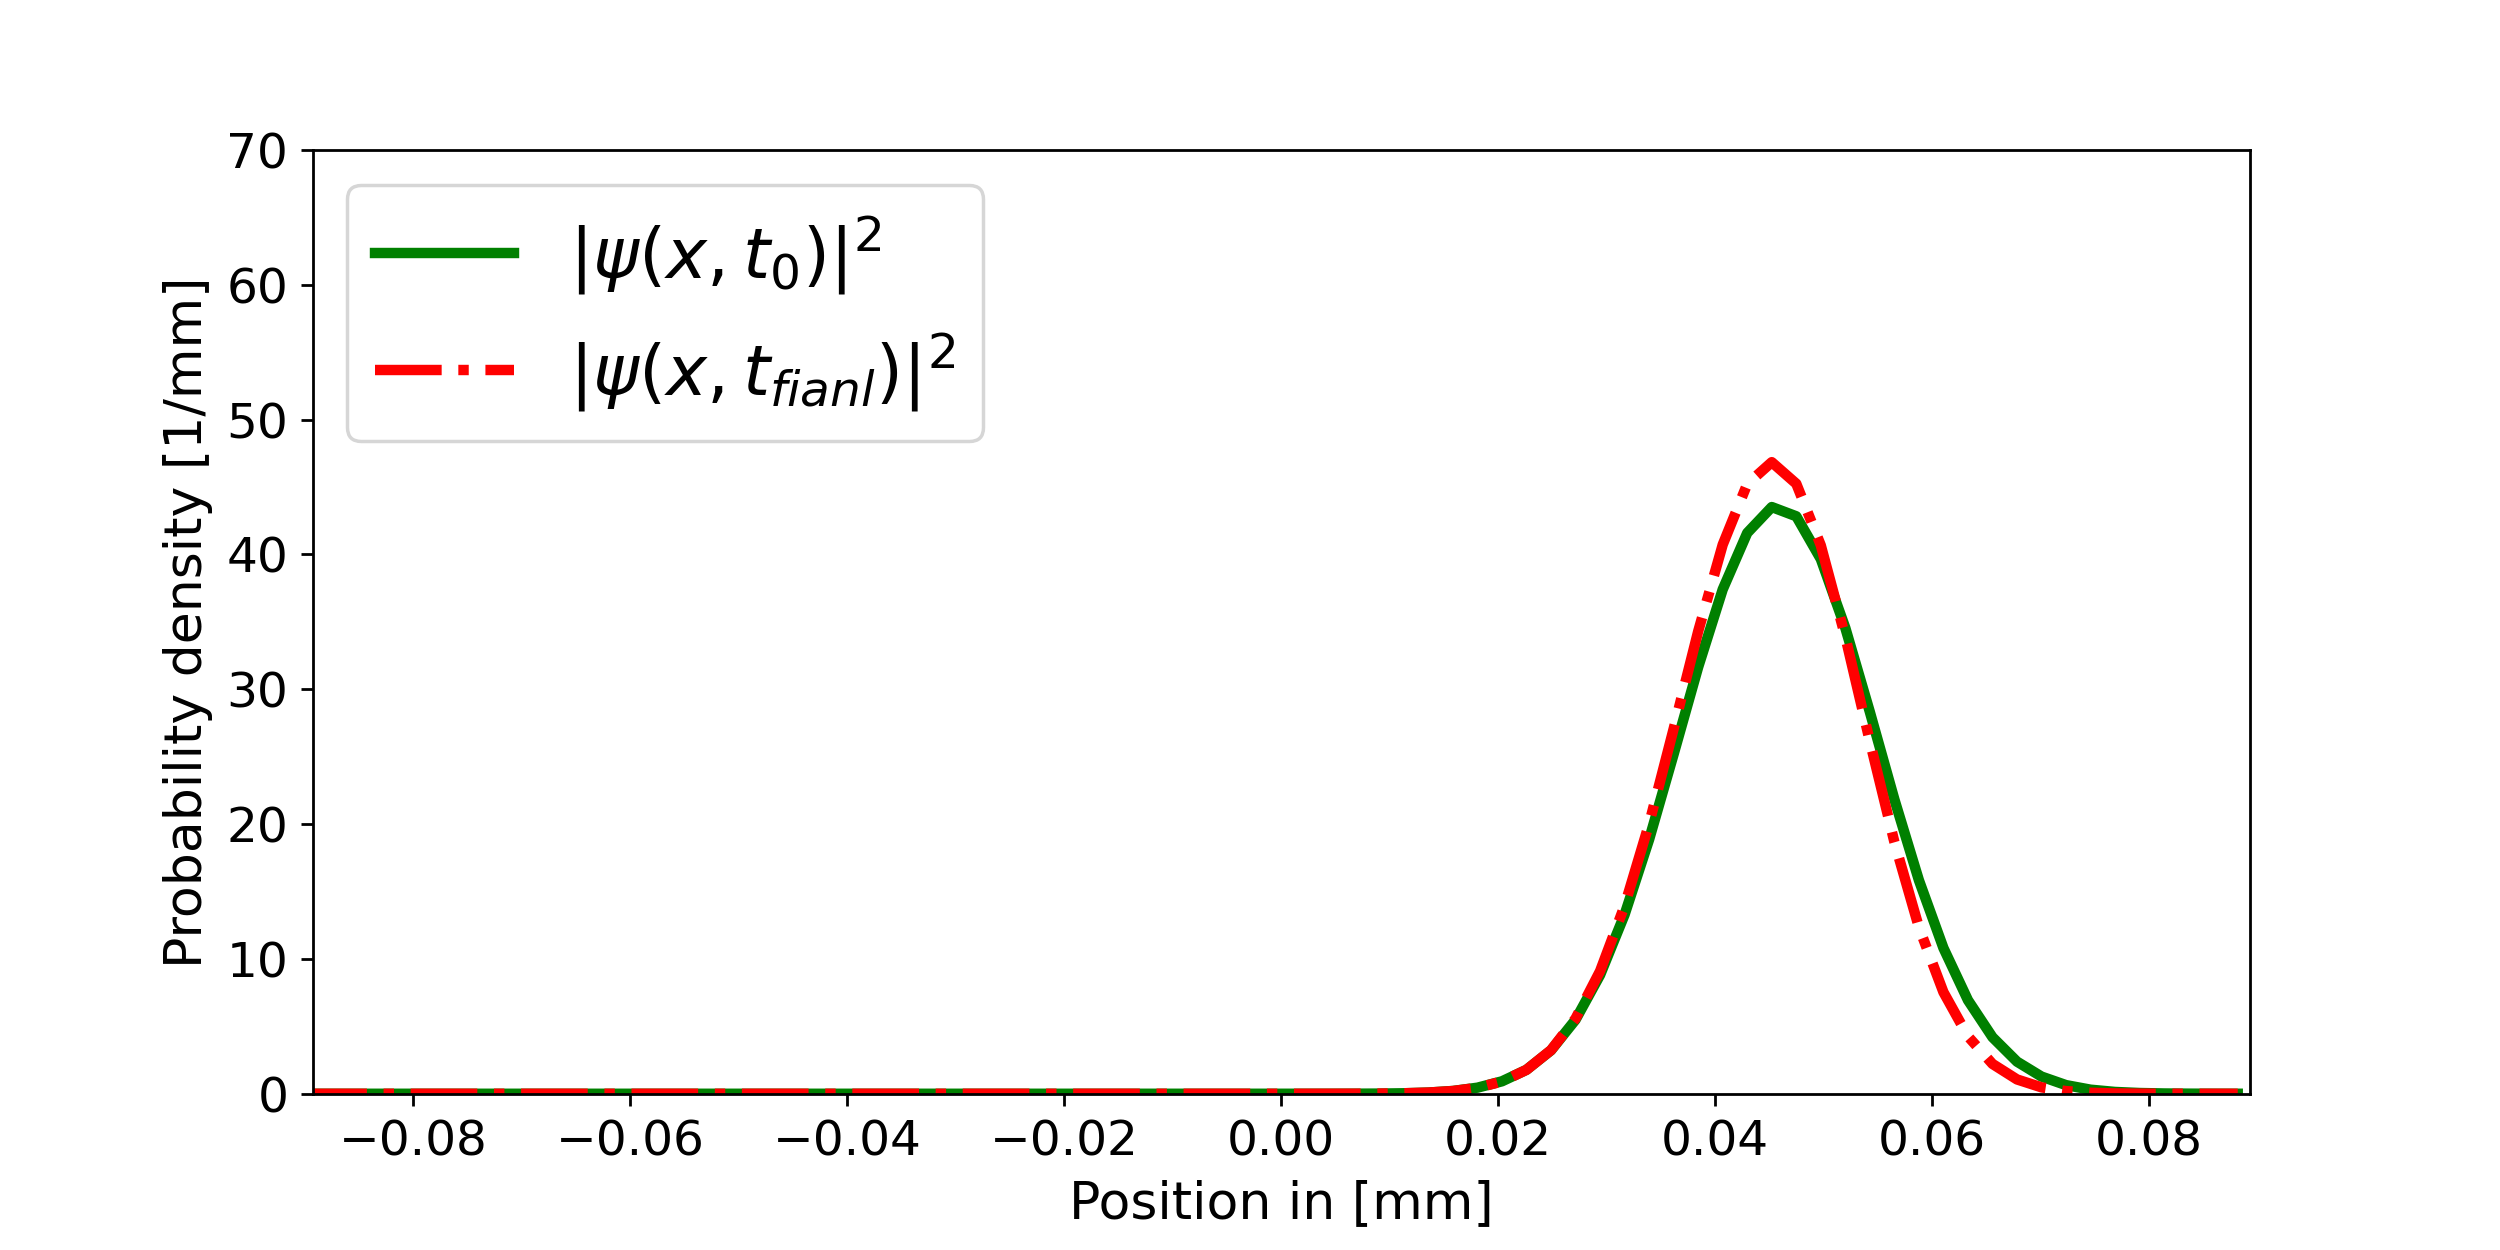 70
60
50
40
30
20
10
0
Probability density [1/mm]
|ψ(x, t₀)|²
|ψ(x, t_fianl)|²
−0.08 −0.06 −0.04 −0.02 0.00 0.02 0.04 0.06 0.08
Position in [mm]